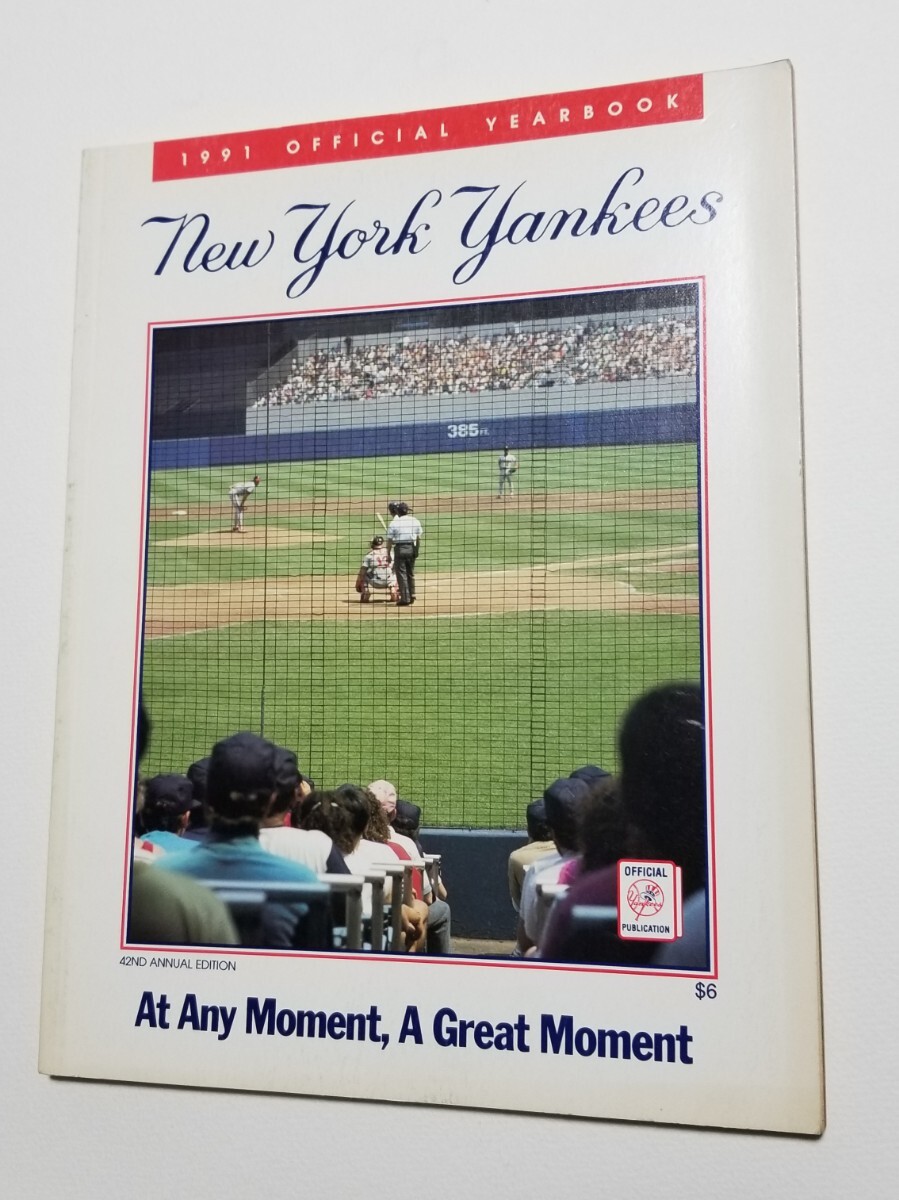 1991 OFFICIAL YEARBOOK
New York Yankees
385 FT.
OFFICIAL
Yankees
PUBLICATION
42ND ANNUAL EDITION
$6
At Any Moment, A Great Moment